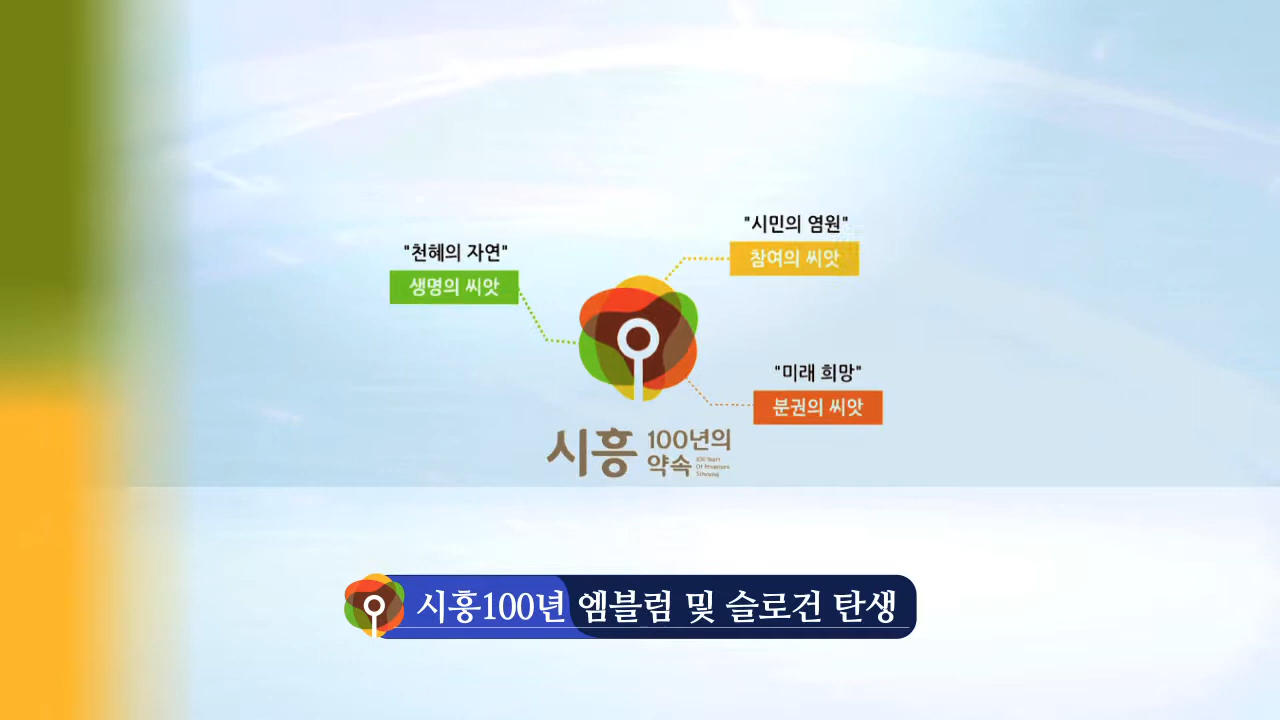 "시민의 염원"
참여의 씨앗
"천혜의 자연"
생명의 씨앗
"미래 희망"
분권의 씨앗
시흥 100년의
약속
시흥100년 엠블럼 및 슬로건 탄생